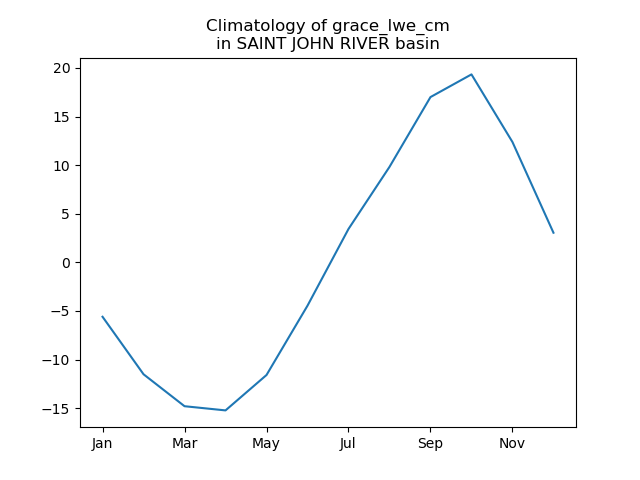 Climatology of grace_lwe_cm
in SAINT JOHN RIVER basin
20
15
10
5
0
−5
−10
−15
Jan Mar May Jul Sep Nov